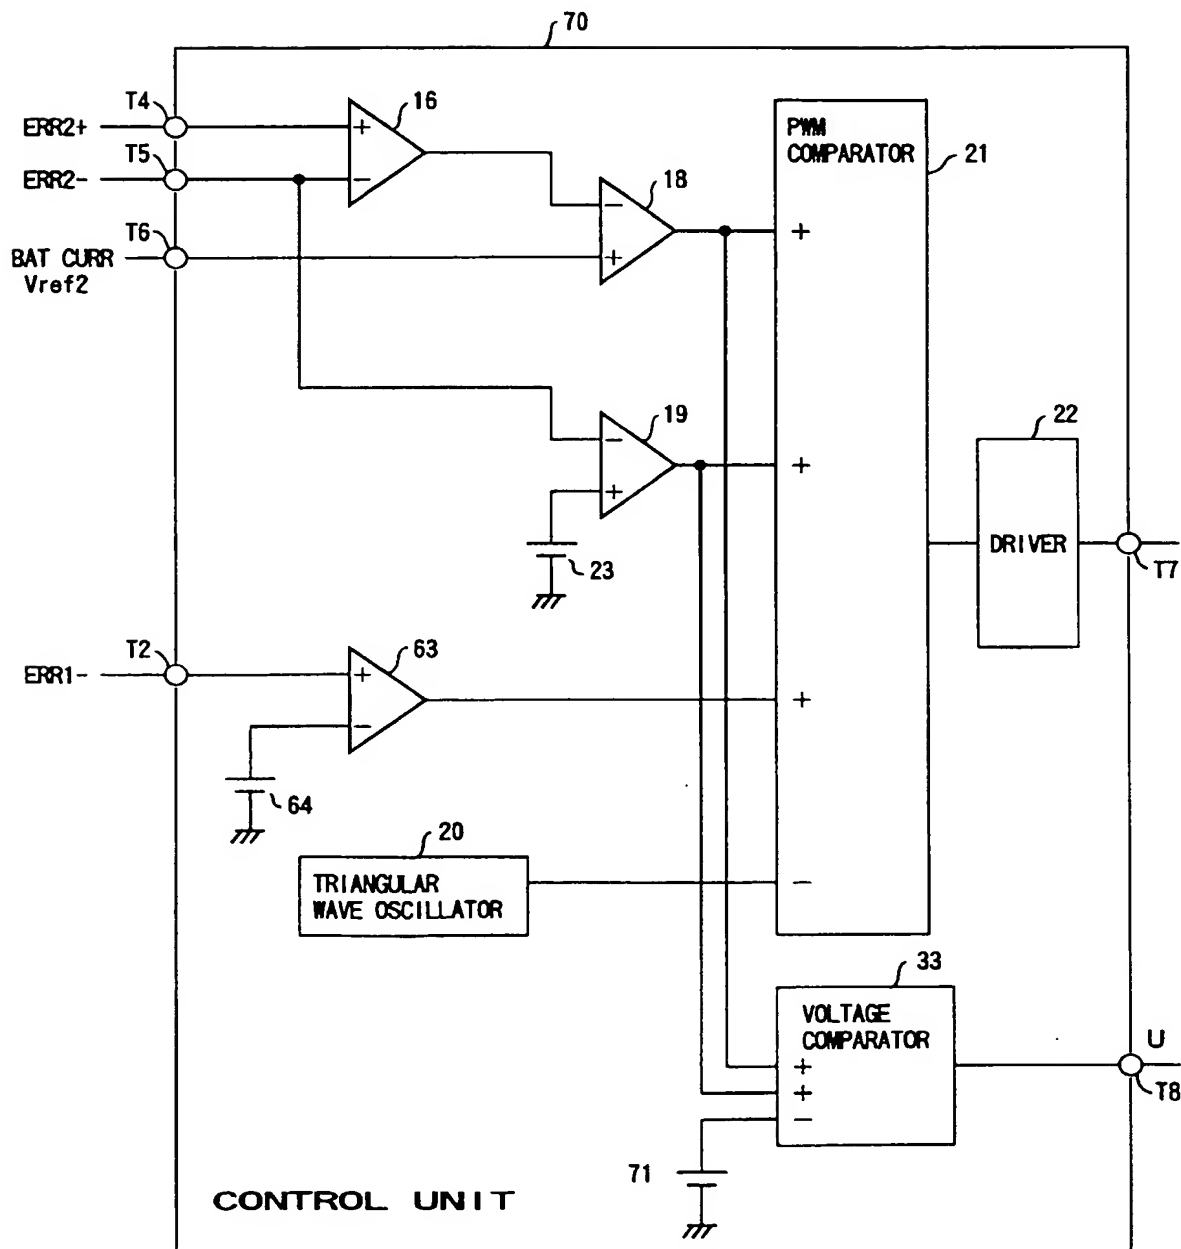 70
T4
16
ERR2+
+
PWM
COMPARATOR
21
T5
ERR2-
-
18
-
T6
+
BAT CURR
Vref2
+
19
-
22
+
+
DRIVER
23
T7
T2
63
ERR1-
+
+
-
64
20
TRIANGULAR
WAVE OSCILLATOR
-
33
VOLTAGE
COMPARATOR
U
+
+
T8
-
71
CONTROL UNIT